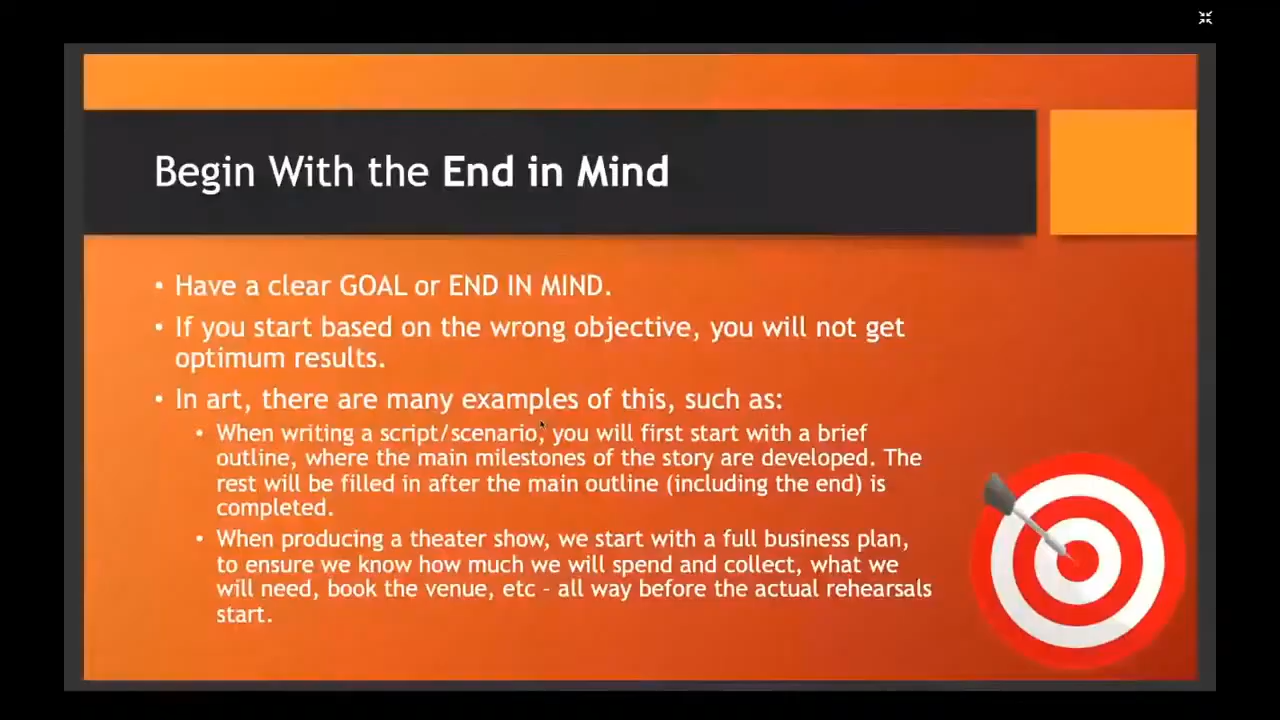 Begin With the End in Mind
• Have a clear GOAL or END IN MIND.
• If you start based on the wrong objective, you will not get
optimum results.
• In art, there are many examples of this, such as:
• When writing a script/scenario, you will first start with a brief
outline, where the main milestones of the story are developed. The
rest will be filled in after the main outline (including the end) is
completed.
• When producing a theater show, we start with a full business plan,
to ensure we know how much we will spend and collect, what we
will need, book the venue, etc – all way before the actual rehearsals
start.